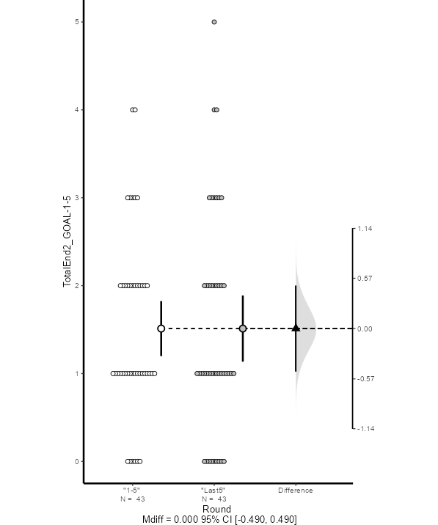 5
4
3
2
1
0
TotalEnd2_GOAL-1-5
1.14
0.57
0.00
-0.57
-1.14
"1-5" "Last5" Difference
N = 43 N = 43
Round
Mdiff = 0.000 95% CI [-0.490, 0.490]